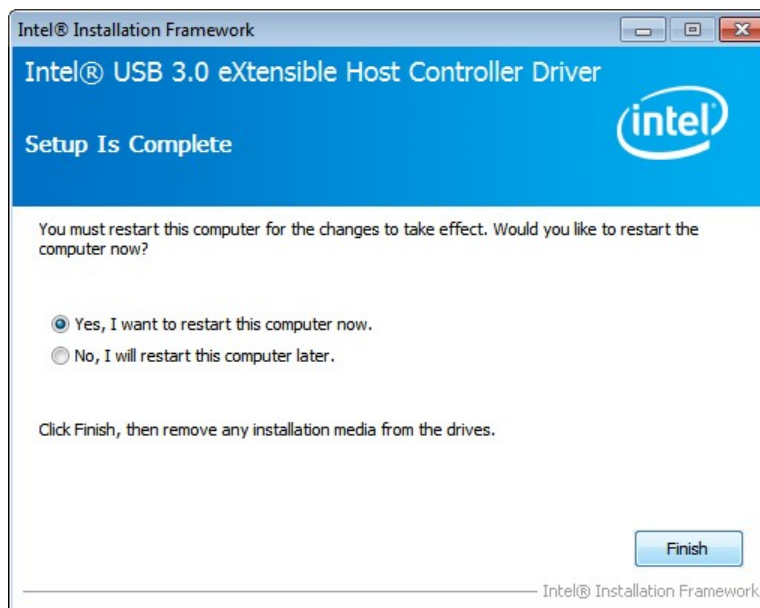 Intel® Installation Framework
Intel® USB 3.0 eXtensible Host Controller Driver
intel
Setup Is Complete
You must restart this computer for the changes to take effect. Would you like to restart the
computer now?
Yes, I want to restart this computer now.
No, I will restart this computer later.
Click Finish, then remove any installation media from the drives.
Finish
Intel® Installation Framework